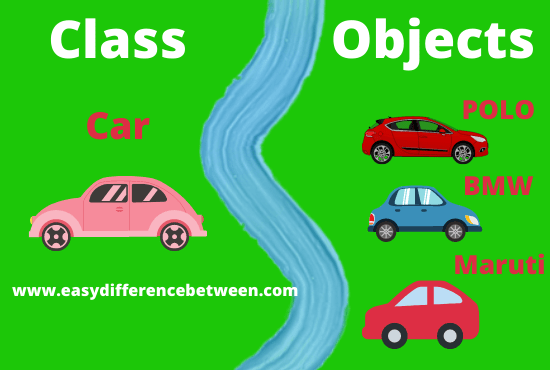 Class
Car
www.easydifferencebetween.com
Objects
POLO
BMW
Maruti